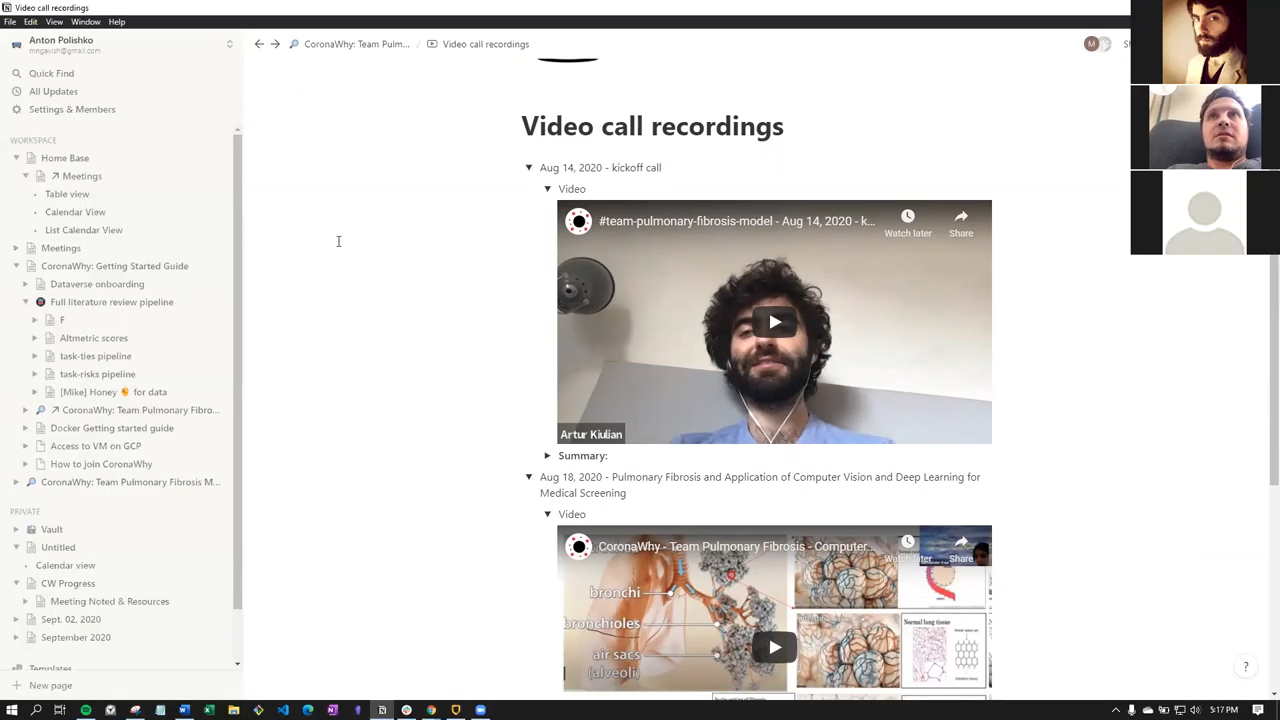 Video call recordings
File Edit View Window Help
Anton Polishko
mngavish@gmail.com
CoronaWhy: Team Pulm... / Video call recordings
M
Quick Find
All Updates
Settings & Members
WORKSPACE
Home Base
↗ Meetings
Table view
Calendar View
List Calendar View
Meetings
CoronaWhy: Getting Started Guide
Dataverse onboarding
Full literature review pipeline
F
Altmetric scores
task-ties pipeline
task-risks pipeline
[Mike] Honey 🍯 for data
↗ CoronaWhy: Team Pulmonary Fibro...
Docker Getting started guide
Access to VM on GCP
How to join CoronaWhy
CoronaWhy: Team Pulmonary Fibrosis M...
PRIVATE
Vault
Untitled
Calendar view
CW Progress
Meeting Noted & Resources
Sept. 02, 2020
September 2020
Templates
+ New page
Video call recordings
Aug 14, 2020 - kickoff call
Video
#team-pulmonary-fibrosis-model - Aug 14, 2020 - k...
Watch later
Share
Artur Kiulian
Summary:
Aug 18, 2020 - Pulmonary Fibrosis and Application of Computer Vision and Deep Learning for
Medical Screening
Video
CoronaWhy - Team Pulmonary Fibrosis - Computer...
Watch later
Share
bronchi
bronchioles
air sacs
(alveoli)
Normal lung tissue
?
5:17 PM